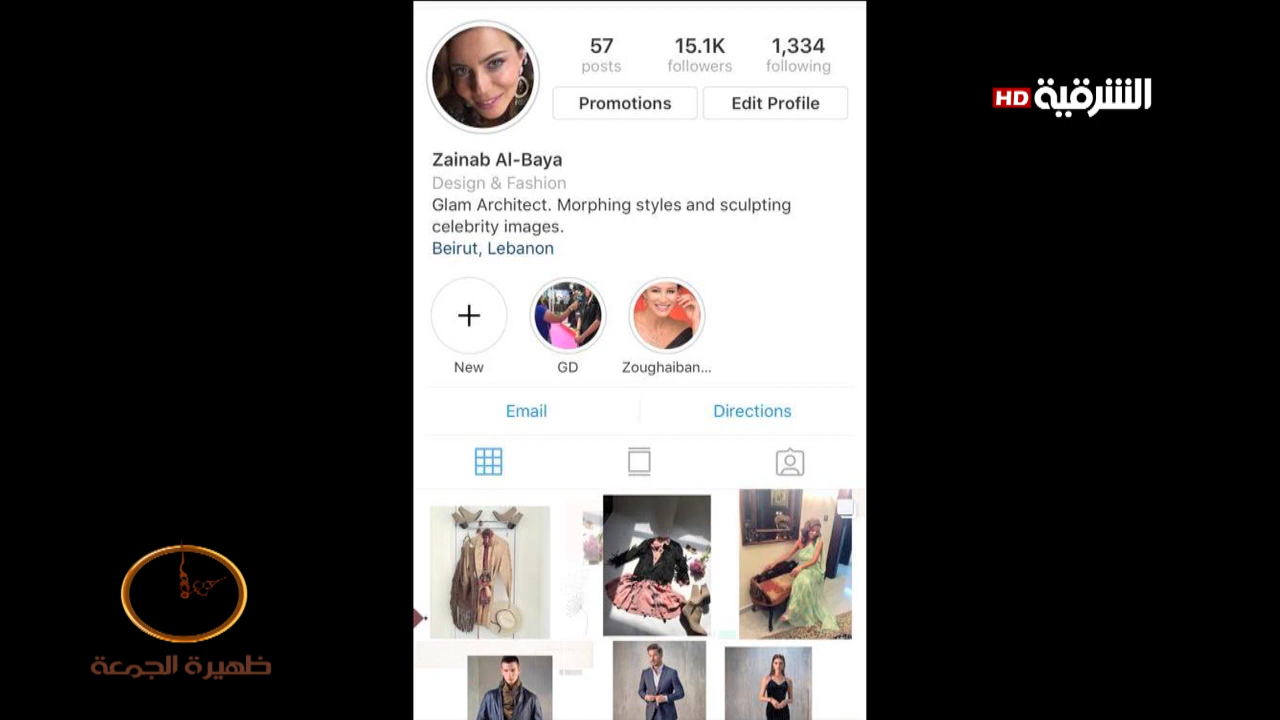 57 15.1K 1,334
posts followers following
Promotions Edit Profile
الشرقية HD
Zainab Al-Baya
Design & Fashion
Glam Architect. Morphing styles and sculpting
celebrity images.
Beirut, Lebanon
New GD Zoughaiban...
Email Directions
ظهيرة الجمعة